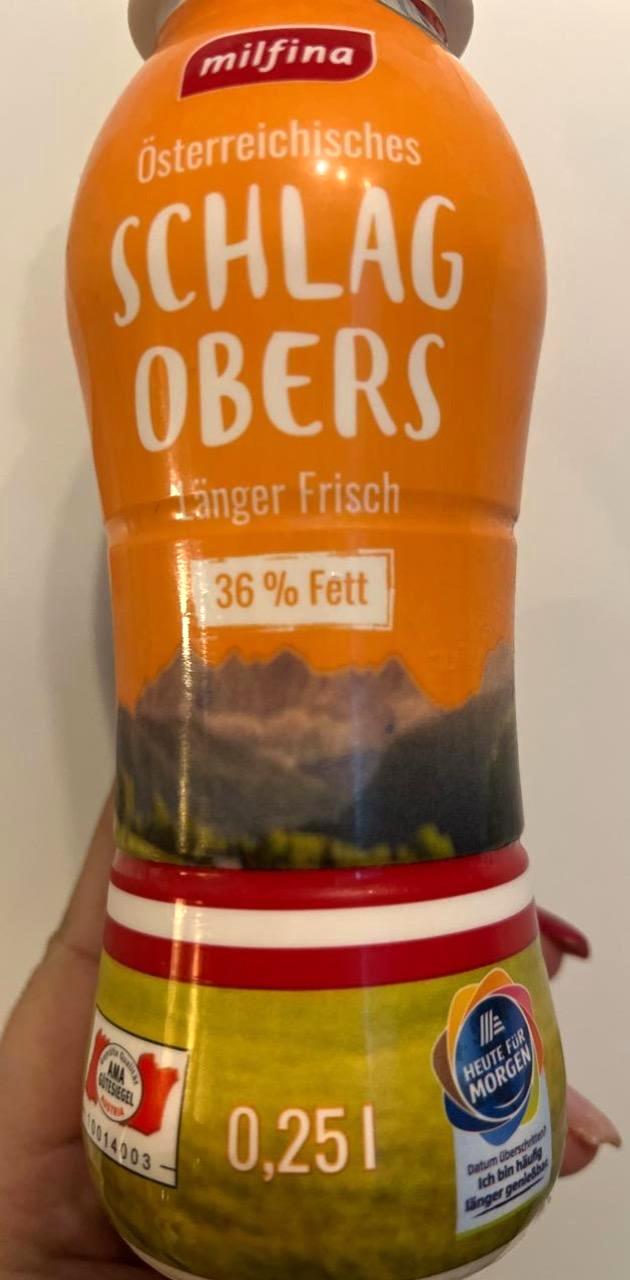 milfina
Österreichisches
SCHLAG
OBERS
Länger Frisch
36 % Fett
AMA
GÜTESIEGEL
AUSTRIA
10014003
0,25 l
HEUTE FÜR
MORGEN
Datum überschritten?
Ich bin häufig
länger genießbar.